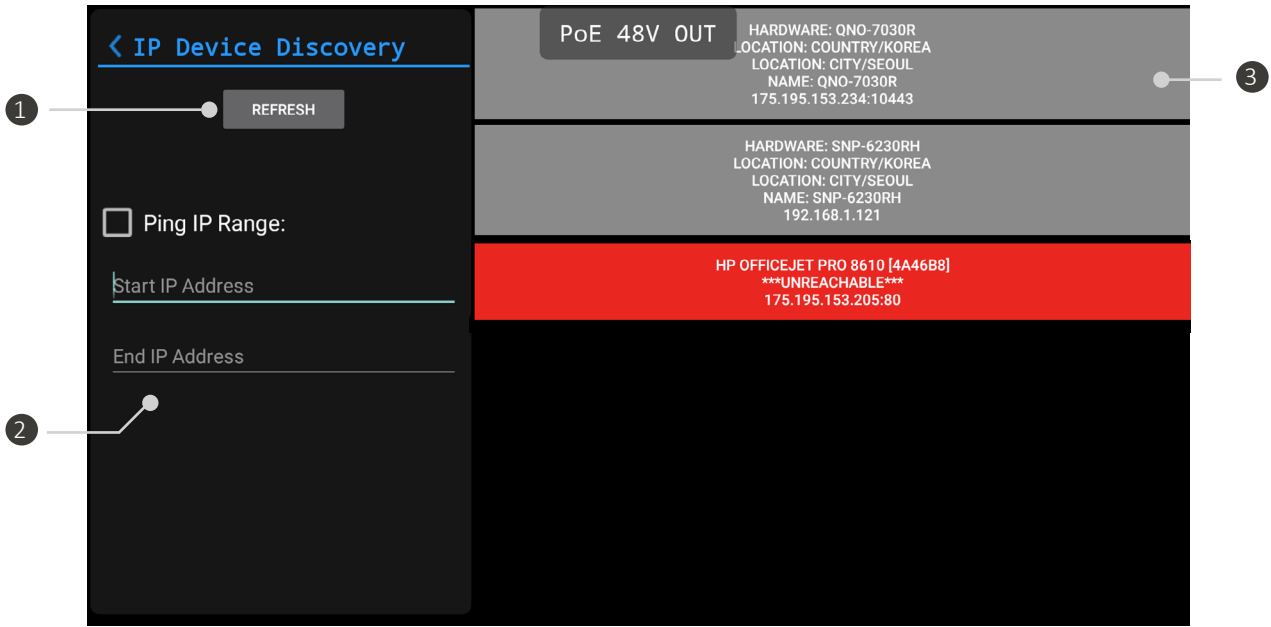 IP Device Discovery
1
REFRESH
Ping IP Range:
Start IP Address
End IP Address
2
PoE 48V OUT
HARDWARE: QNO-7030R
LOCATION: COUNTRY/KOREA
LOCATION: CITY/SEOUL
NAME: QNO-7030R
175.195.153.234:10443
3
HARDWARE: SNP-6230RH
LOCATION: COUNTRY/KOREA
LOCATION: CITY/SEOUL
NAME: SNP-6230RH
192.168.1.121
HP OFFICEJET PRO 8610 [4A46B8]
***UNREACHABLE***
175.195.153.205:80